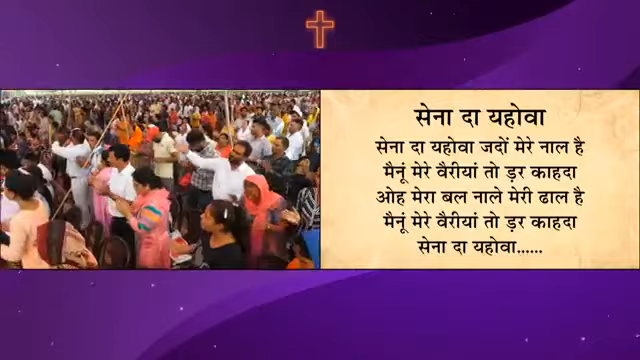 सेना दा यहोवा
सेना दा यहोवा जदों मेरे नाल है
मैनूं मेरे वैरीयां तो ड़र काहदा
ओह मेरा बल नाले मेरी ढाल है
मैनूं मेरे वैरीयां तो ड़र काहदा
सेना दा यहोवा......